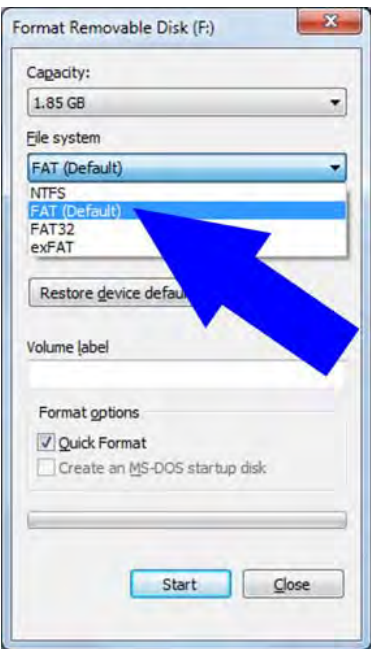 Format Removable Disk (F:)
Capacity:
1.85 GB
File system
FAT (Default)
NTFS
FAT (Default)
FAT32
exFAT
Restore device
Volume label
Format options
Quick Format
Create an MS-DOS startup disk
Start
Close